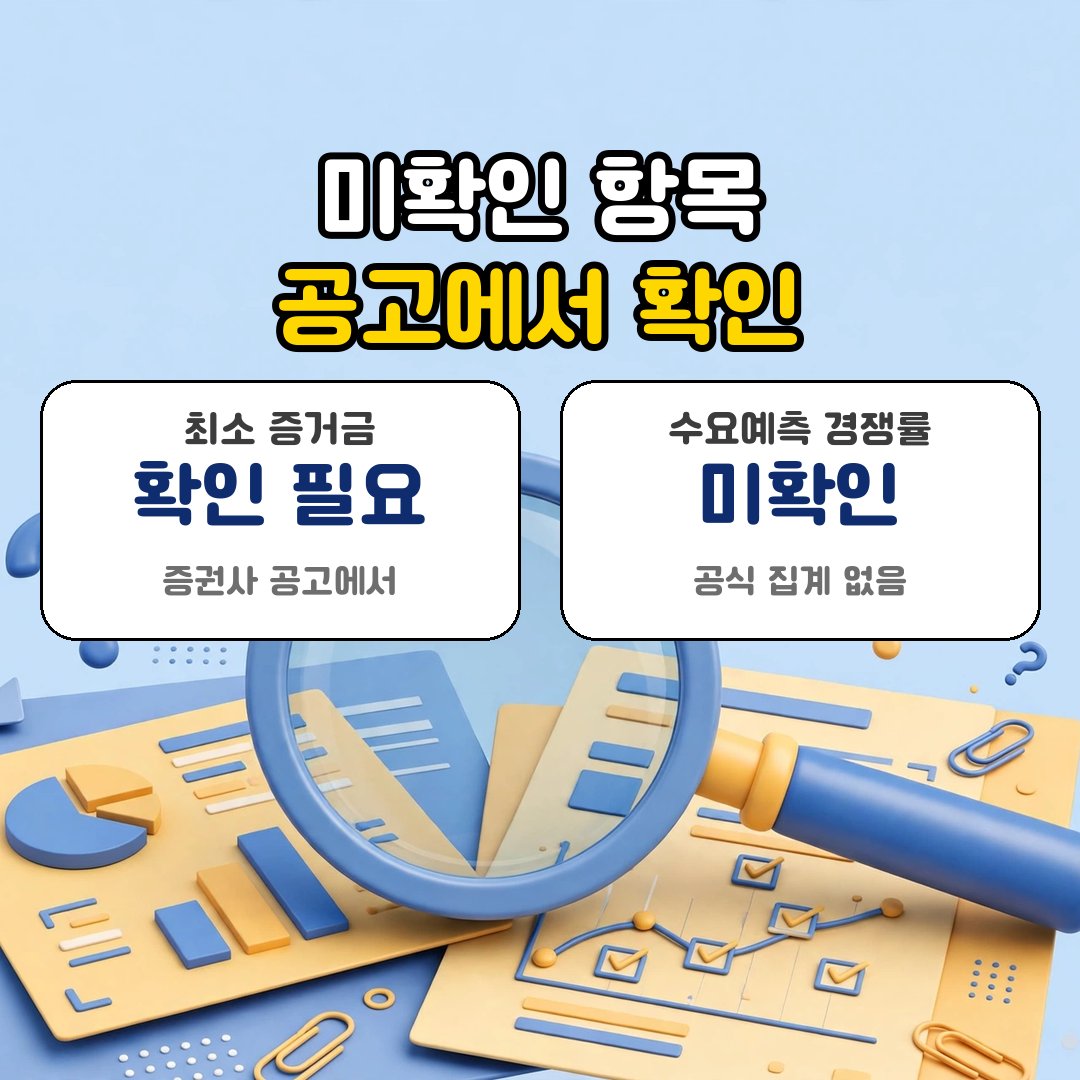 미확인 항목
공고에서 확인
최소 증거금
확인 필요
증권사 공고에서
수요예측 경쟁률
미확인
공식 집계 없음
?